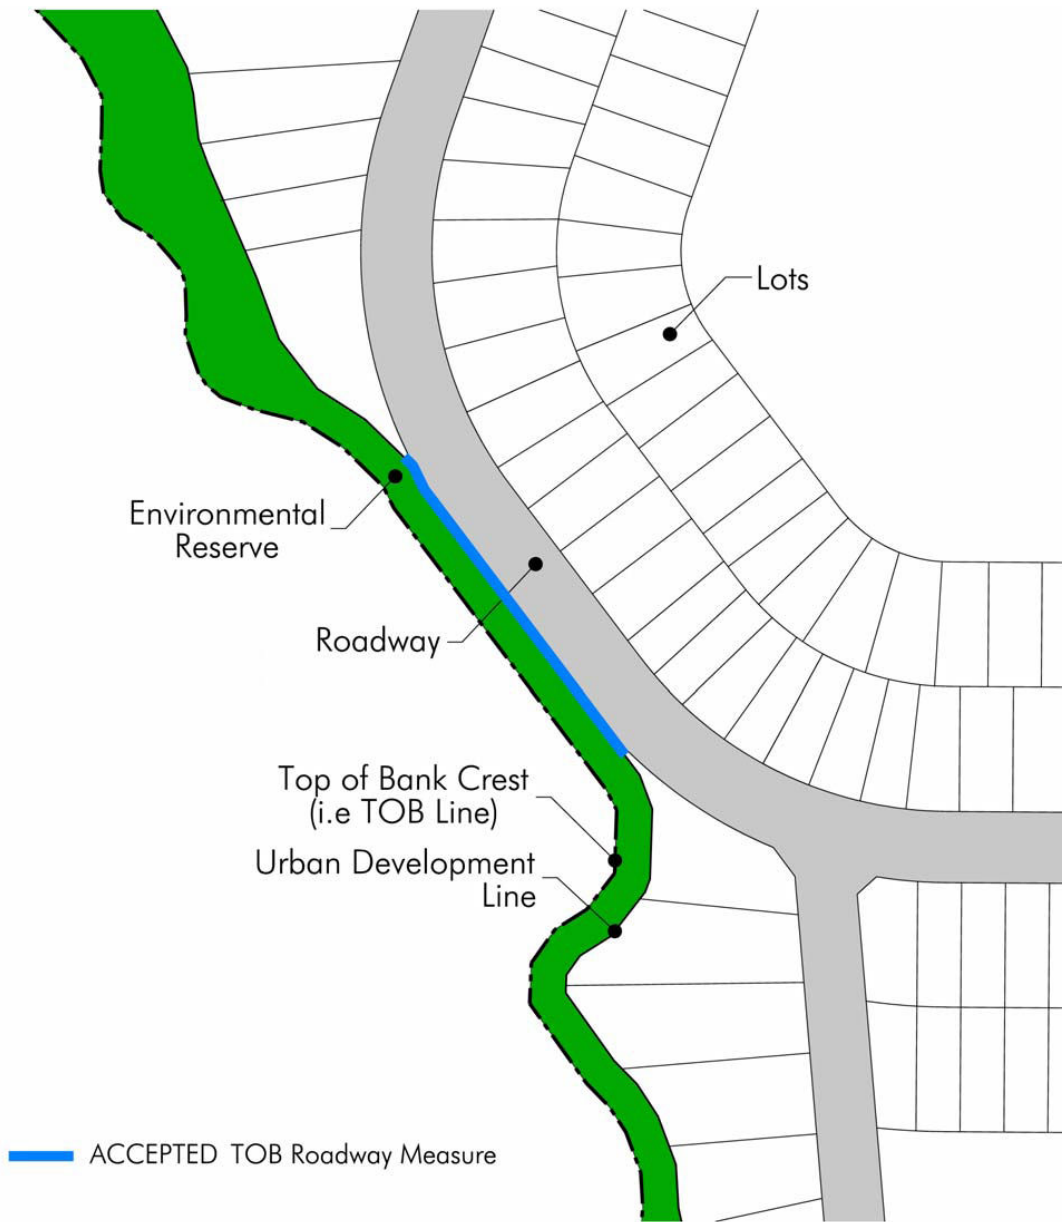 Lots
Environmental
Reserve
Roadway
Top of Bank Crest
(i.e TOB Line)
Urban Development
Line
ACCEPTED TOB Roadway Measure